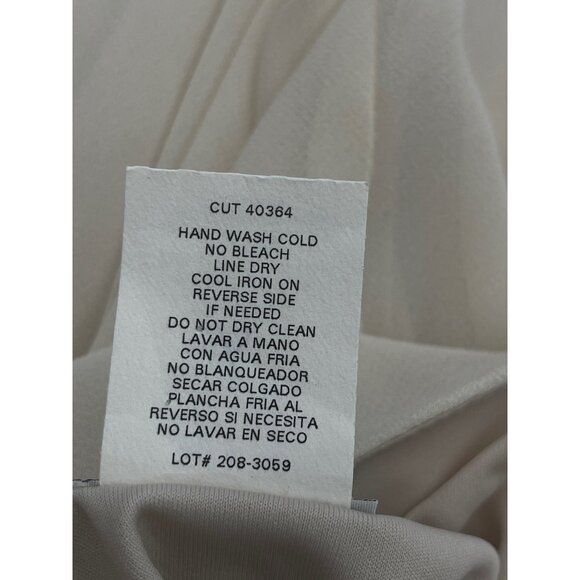 CUT 40364
HAND WASH COLD
NO BLEACH
LINE DRY
COOL IRON ON
REVERSE SIDE
IF NEEDED
DO NOT DRY CLEAN
LAVAR A MANO
CON AGUA FRIA
NO BLANQUEADOR
SECAR COLGADO
PLANCHA FRIA AL
REVERSO SI NECESITA
NO LAVAR EN SECO
LOT# 208-3059